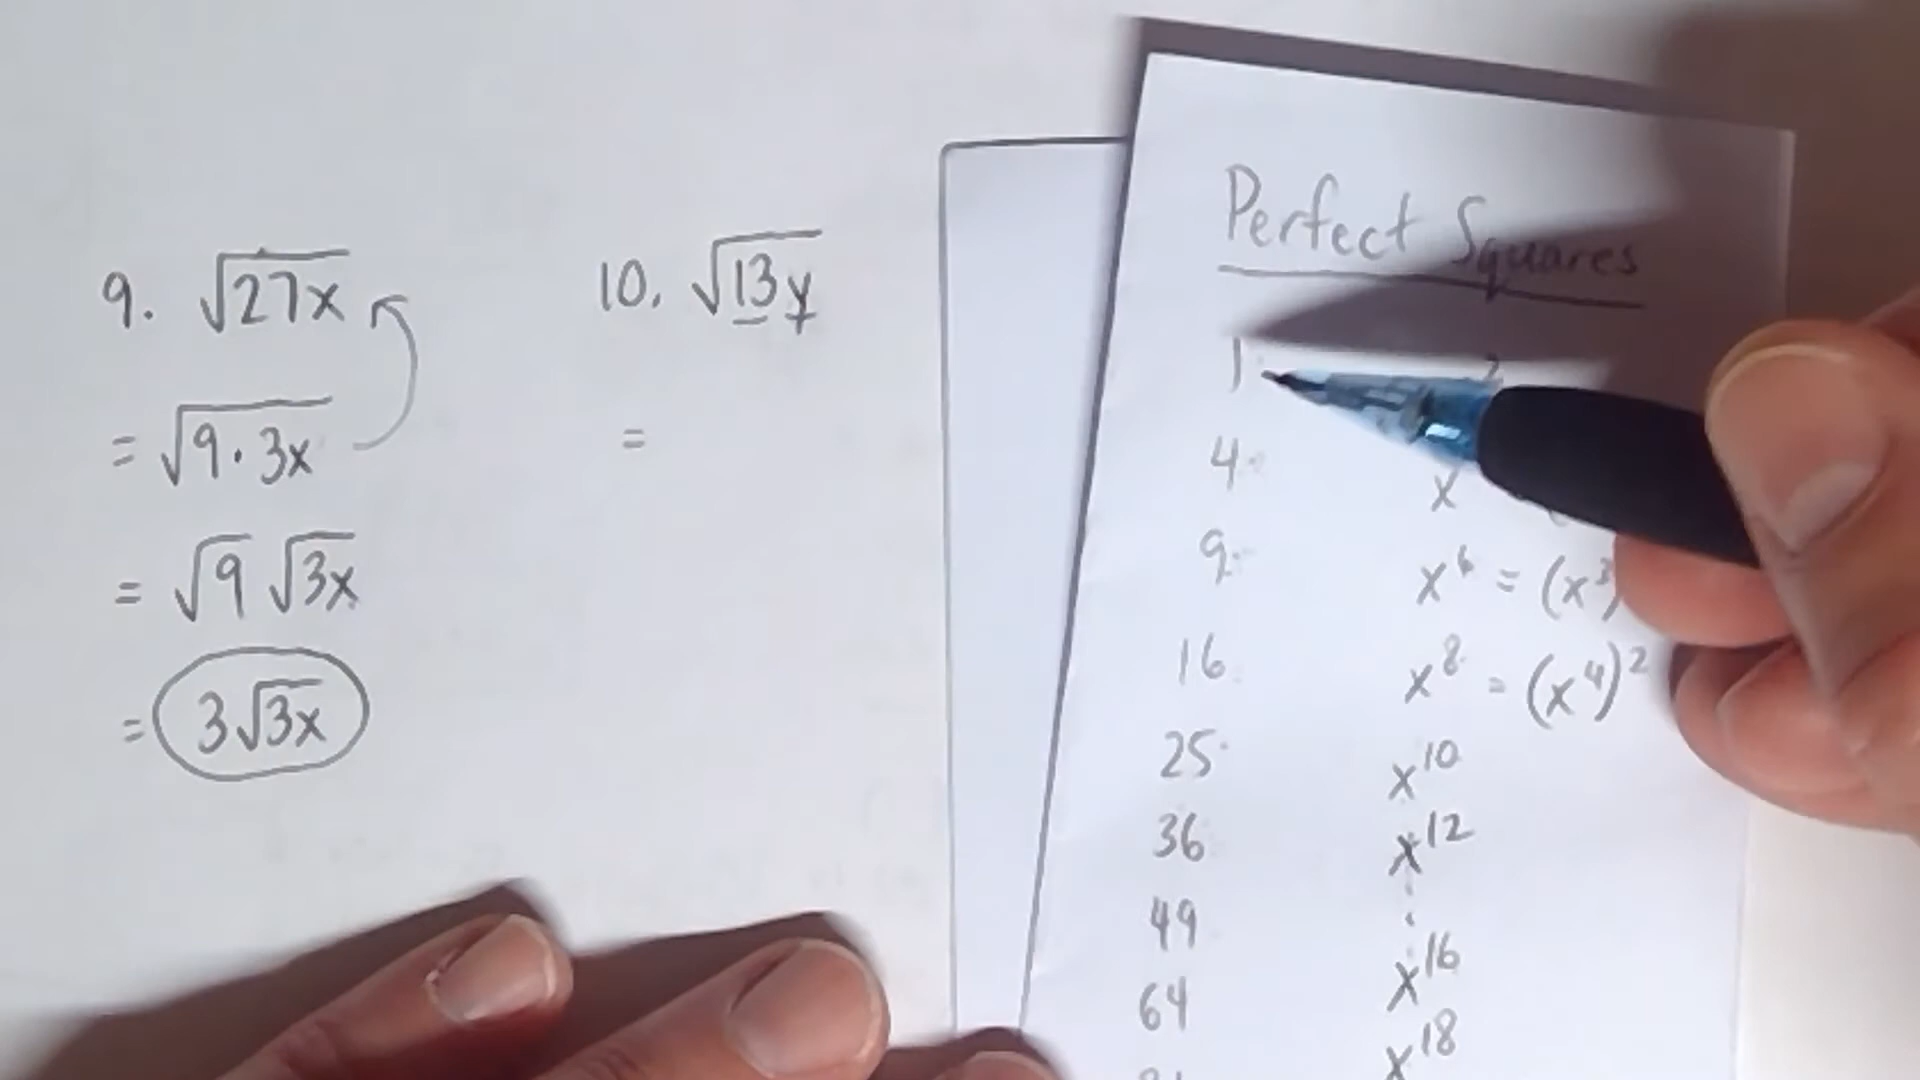 9. √27x
= √9·3x
= √9 √3x
= 3√3x
10. √13y
=
Perfect Squares
1
4
9
16
25
36
49
64
x
x⁶ = (x³)
x⁸ = (x⁴)²
x¹⁰
x¹²
x¹⁶
x¹⁸